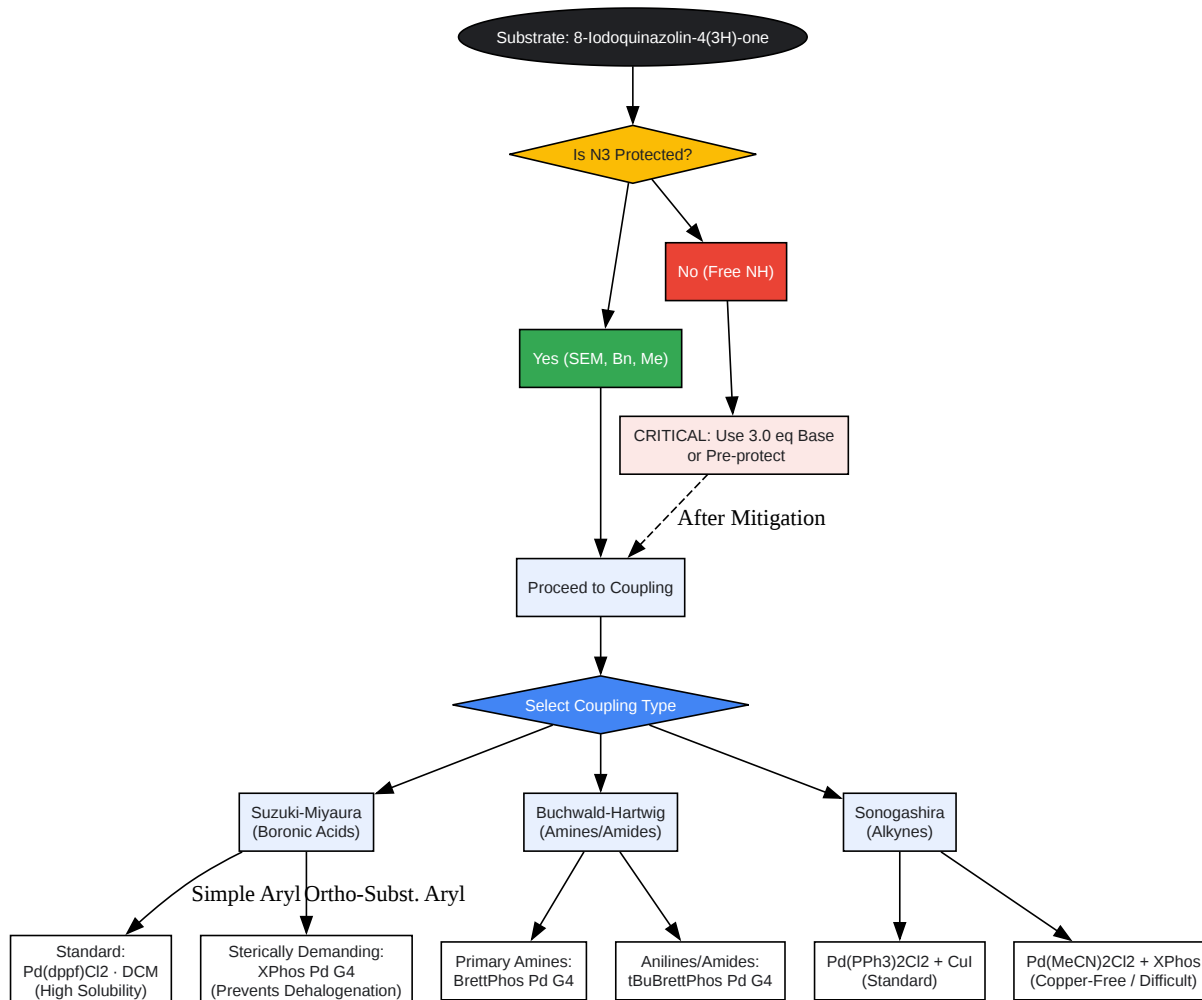 Substrate: 8-Iodoquinazolin-4(3H)-one
Is N3 Protected?
No (Free NH)
Yes (SEM, Bn, Me)
CRITICAL: Use 3.0 eq Base
or Pre-protect
After Mitigation
Proceed to Coupling
Select Coupling Type
Suzuki-Miyaura
(Boronic Acids)
Buchwald-Hartwig
(Amines/Amides)
Sonogashira
(Alkynes)
Simple Aryl
Ortho-Subst. Aryl
Standard:
Pd(dppf)Cl2 · DCM
(High Solubility)
Sterically Demanding:
XPhos Pd G4
(Prevents Dehalogenation)
Primary Amines:
BrettPhos Pd G4
Anilines/Amides:
tBuBrettPhos Pd G4
Pd(PPh3)2Cl2 + CuI
(Standard)
Pd(MeCN)2Cl2 + XPhos
(Copper-Free / Difficult)